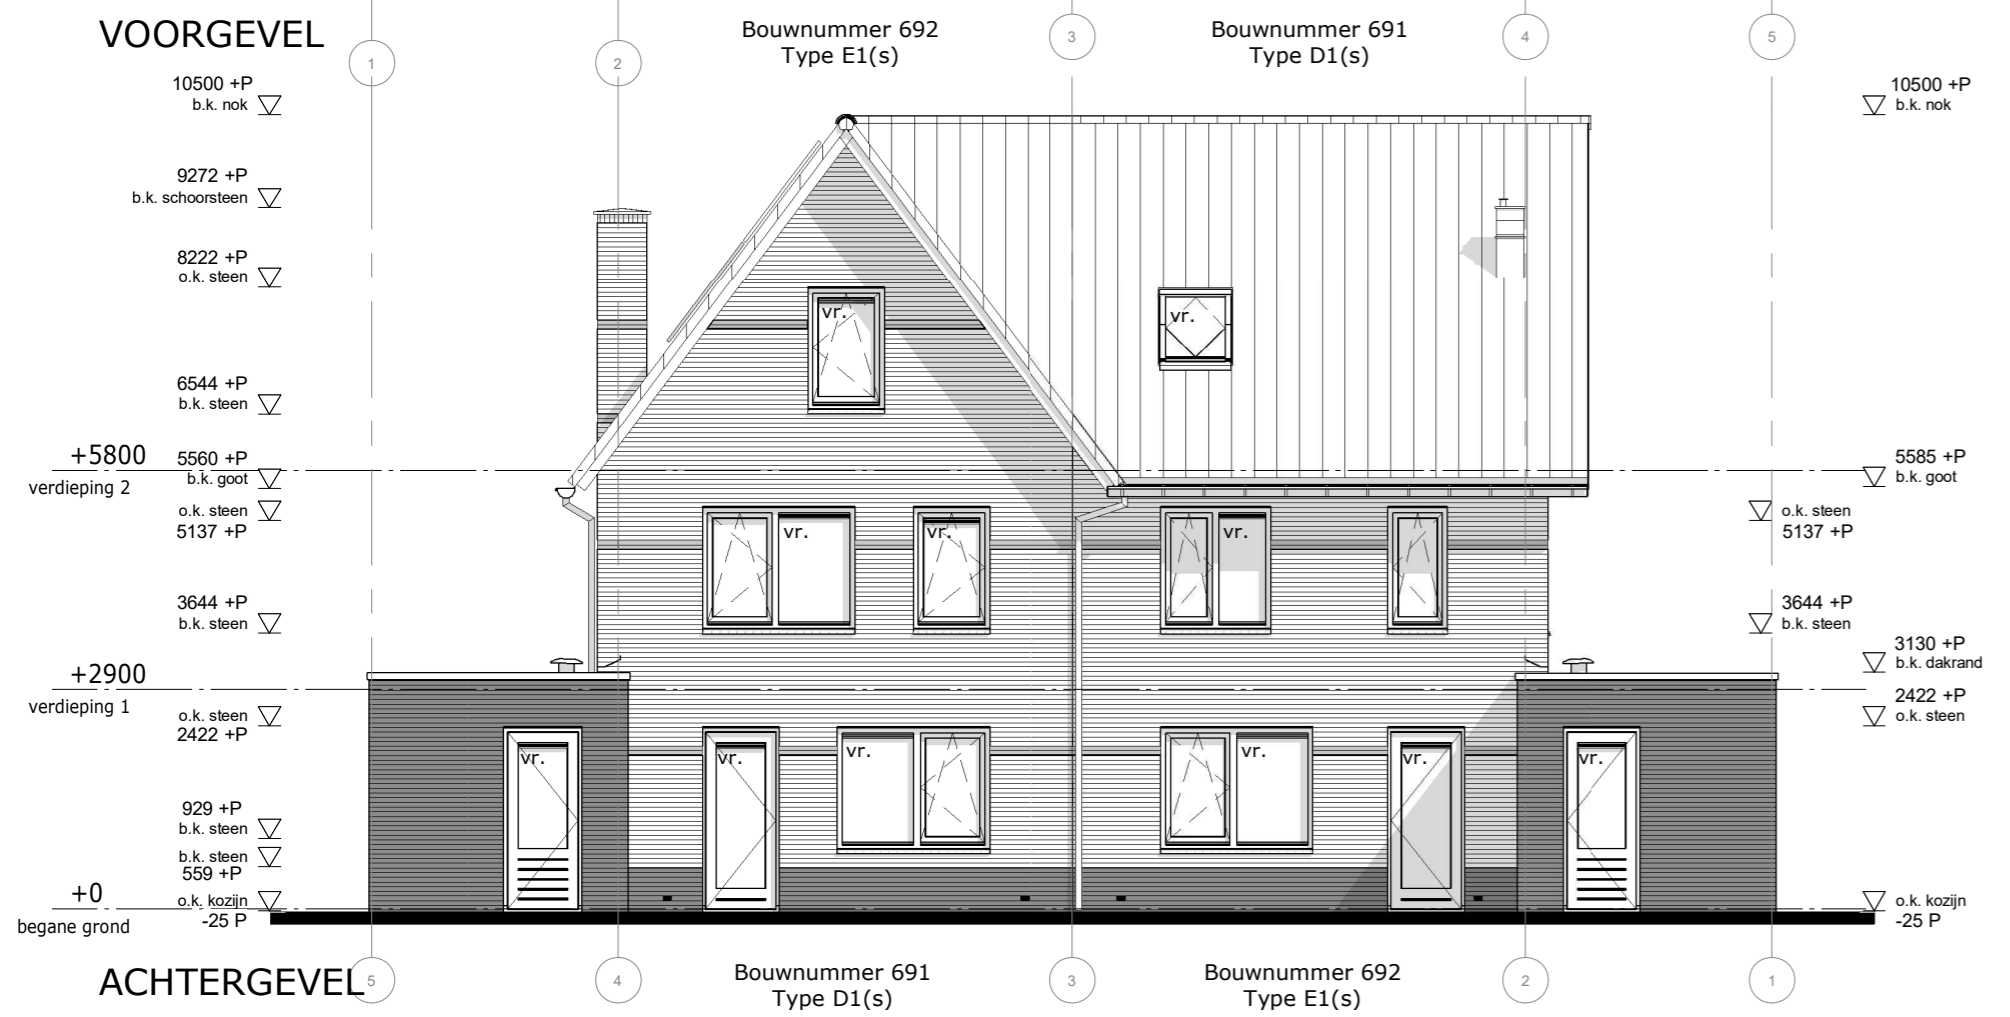 VOORGEVEL
Bouwnummer 692
Type E1(s)
Bouwnummer 691
Type D1(s)
1
2
3
4
5
10500 +P
b.k. nok
9272 +P
b.k. schoorsteen
8222 +P
o.k. steen
6544 +P
b.k. steen
+5800
verdieping 2
5560 +P
b.k. goot
o.k. steen
5137 +P
3644 +P
b.k. steen
+2900
verdieping 1
o.k. steen
2422 +P
929 +P
b.k. steen
b.k. steen
559 +P
+0
begane grond
o.k. kozijn
-25 P
vr.
vr.
vr.
vr.
vr.
vr.
vr.
vr.
vr.
vr.
vr.
10500 +P
b.k. nok
5585 +P
b.k. goot
o.k. steen
5137 +P
3644 +P
b.k. steen
3130 +P
b.k. dakrand
2422 +P
o.k. steen
o.k. kozijn
-25 P
ACHTERGEVEL
5
4
Bouwnummer 691
Type D1(s)
3
Bouwnummer 692
Type E1(s)
2
1